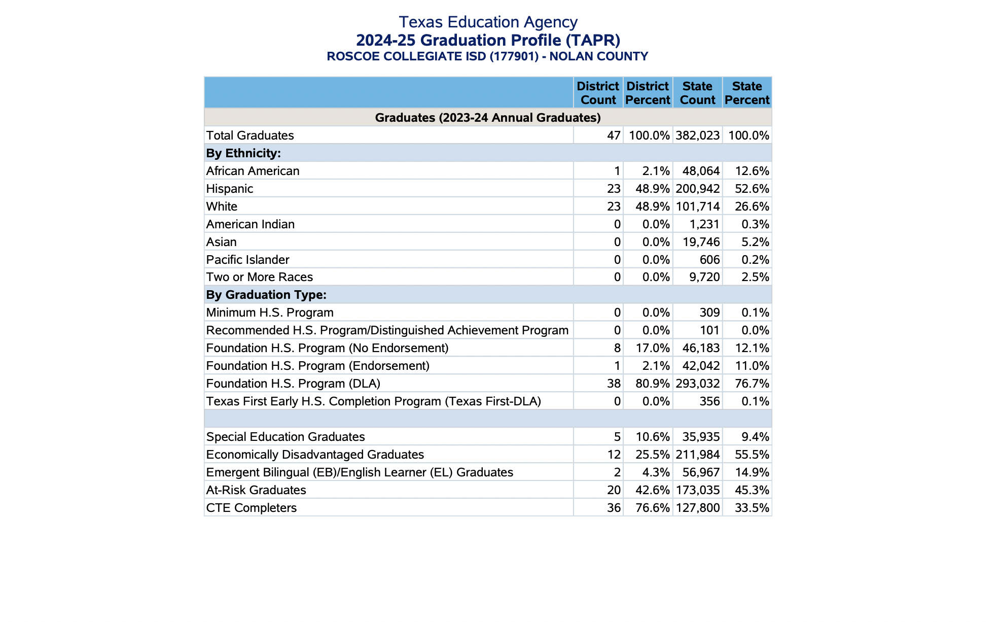 Texas Education Agency
2024-25 Graduation Profile (TAPR)
ROSCOE COLLEGIATE ISD (177901) - NOLAN COUNTY
District Count District Percent State Count State Percent
Graduates (2023-24 Annual Graduates)
Total Graduates 47 100.0% 382,023 100.0%
By Ethnicity:
African American 1 2.1% 48,064 12.6%
Hispanic 23 48.9% 200,942 52.6%
White 23 48.9% 101,714 26.6%
American Indian 0 0.0% 1,231 0.3%
Asian 0 0.0% 19,746 5.2%
Pacific Islander 0 0.0% 606 0.2%
Two or More Races 0 0.0% 9,720 2.5%
By Graduation Type:
Minimum H.S. Program 0 0.0% 309 0.1%
Recommended H.S. Program/Distinguished Achievement Program 0 0.0% 101 0.0%
Foundation H.S. Program (No Endorsement) 8 17.0% 46,183 12.1%
Foundation H.S. Program (Endorsement) 1 2.1% 42,042 11.0%
Foundation H.S. Program (DLA) 38 80.9% 293,032 76.7%
Texas First Early H.S. Completion Program (Texas First-DLA) 0 0.0% 356 0.1%
Special Education Graduates 5 10.6% 35,935 9.4%
Economically Disadvantaged Graduates 12 25.5% 211,984 55.5%
Emergent Bilingual (EB)/English Learner (EL) Graduates 2 4.3% 56,967 14.9%
At-Risk Graduates 20 42.6% 173,035 45.3%
CTE Completers 36 76.6% 127,800 33.5%